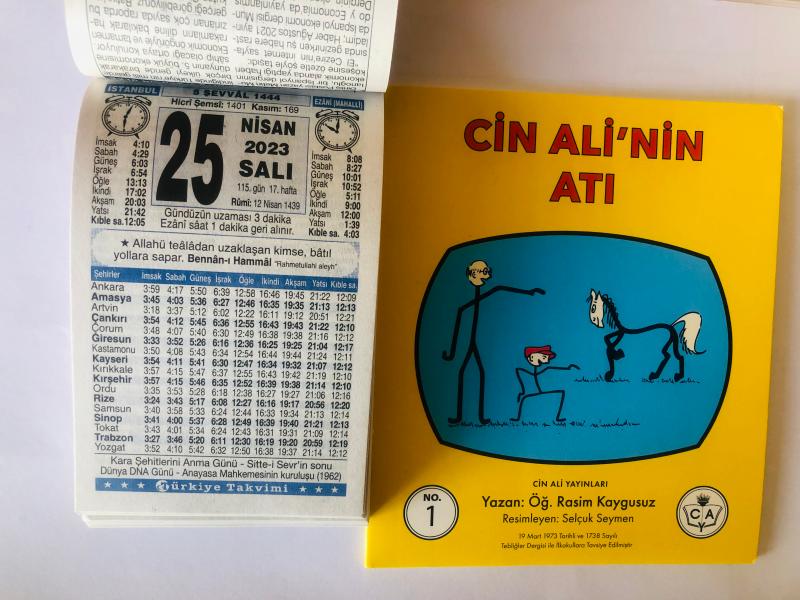 İSTANBUL
5 ŞEVVÂL 1444
Hicrî Şemsî: 1401 Kasım: 169
EZÂNÎ (MAHALLÎ)
25
NİSAN
2023
SALI
115. gün 17. hafta
Rûmî: 12 Nisan 1439
İmsak 4:10
Sabah 4:29
Güneş 6:03
İşrak 6:54
Öğle 13:13
İkindi 17:02
Akşam 20:03
Yatsı 21:42
Kıble sa. 12:05
İmsak 8:08
Sabah 8:27
Güneş 10:01
İşrak 10:52
Öğle 5:11
İkindi 9:00
Akşam 12:00
Yatsı 1:39
Kıble sa. 4:03
Gündüzün uzaması 3 dakika
Ezânî sâat 1 dakika geri alınır.
★ Allahü teâlâdan uzaklaşan kimse, bâtıl
yollara sapar. Bennân-ı Hammâl "Rahmetullahi aleyh"
Şehirler İmsak Sabah Güneş İşrak Öğle İkindi Akşam Yatsı Kıble sa.
Ankara 3:59 4:17 5:50 6:39 12:58 16:46 19:45 21:22 12:09
Amasya 3:45 4:03 5:36 6:27 12:46 16:35 19:35 21:13 12:13
Artvin 3:18 3:37 5:12 6:02 12:22 16:11 19:12 20:51 12:21
Çankırı 3:54 4:12 5:45 6:36 12:55 16:43 19:43 21:22 12:10
Çorum 3:48 4:07 5:40 6:30 12:49 16:38 19:38 21:16 12:12
Giresun 3:33 3:52 5:26 6:16 12:36 16:25 19:25 21:04 12:17
Kastamonu 3:50 4:08 5:43 6:34 12:54 16:44 19:44 21:24 12:11
Kayseri 3:54 4:11 5:41 6:30 12:47 16:34 19:32 21:07 12:12
Kırıkkale 3:57 4:15 5:47 6:37 12:55 16:43 19:42 21:19 12:10
Kırşehir 3:57 4:15 5:46 6:35 12:52 16:39 19:38 21:14 12:10
Ordu 3:35 3:53 5:28 6:18 12:38 16:27 19:27 21:06 12:16
Rize 3:24 3:43 5:17 6:08 12:27 16:16 19:17 20:56 12:20
Samsun 3:40 3:58 5:33 6:24 12:44 16:33 19:34 21:13 12:14
Sinop 3:41 4:00 5:37 6:28 12:49 16:39 19:40 21:21 12:13
Tokat 3:43 4:01 5:34 6:24 12:43 16:31 19:31 21:09 12:14
Trabzon 3:27 3:46 5:20 6:11 12:30 16:19 19:20 20:59 12:19
Yozgat 3:52 4:10 5:42 6:32 12:50 16:38 19:37 21:14 12:12
Kara Şehitlerini Anma Günü - Sitte-i Sevr'in sonu
Dünya DNA Günü - Anayasa Mahkemesinin kuruluşu (1962)
★ ★ ★ Türkiye Takvimi ★ ★ ★
CİN ALİ'NİN
ATI
CİN ALİ YAYINLARI
NO.
1
Yazan: Öğ. Rasim Kaygusuz
Resimleyen: Selçuk Seymen
19 Mart 1973 Tarihli ve 1738 Sayılı
Tebliğler Dergisi ile İlkokullara Tavsiye Edilmiştir
CA